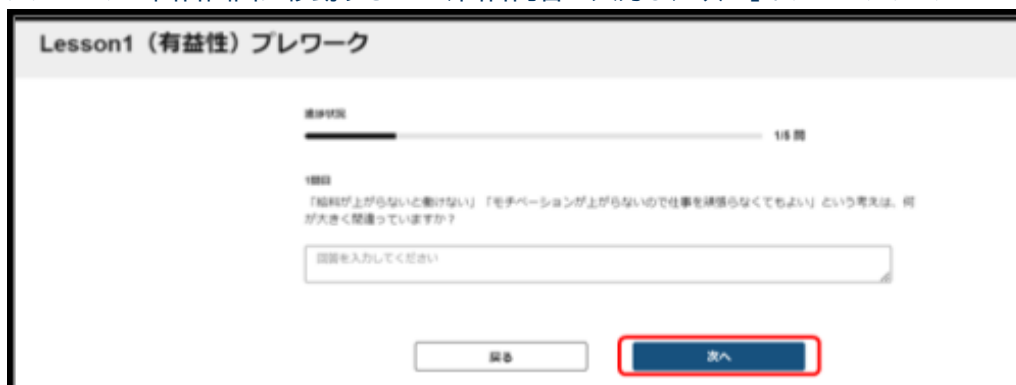 Lesson1（有益性）プレワーク
進捗状況
1/5 問
1問目
「給料が上がらないと働けない」「モチベーションが上がらないので仕事を頑張らなくてもよい」という考えは、何
が大きく間違っていますか？
回答を入力してください
戻る
次へ